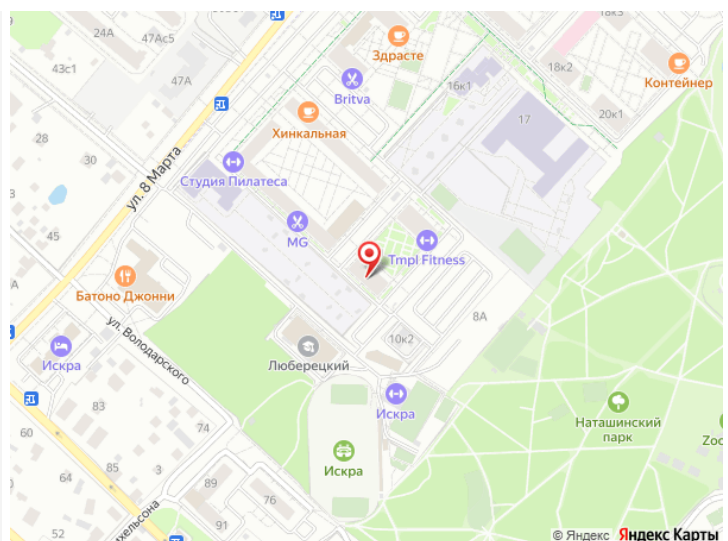 24А
47Ас5
43с1
47А
Здрасте
Britva
Хинкальная
16к1
18к3
18к2
Контейнер
20к1
17
28
30
ул. 8 Марта
Студия Пилатеса
MG
Tmpl Fitness
45
Батоно Джонни
ул. Володарского
8А
10к2
Люберецкий
Искра
Искра
83
60
74
85
3
52
89
76
91
Искра
Наташинский
парк
Zoo
© Яндекс Яндекс Карты